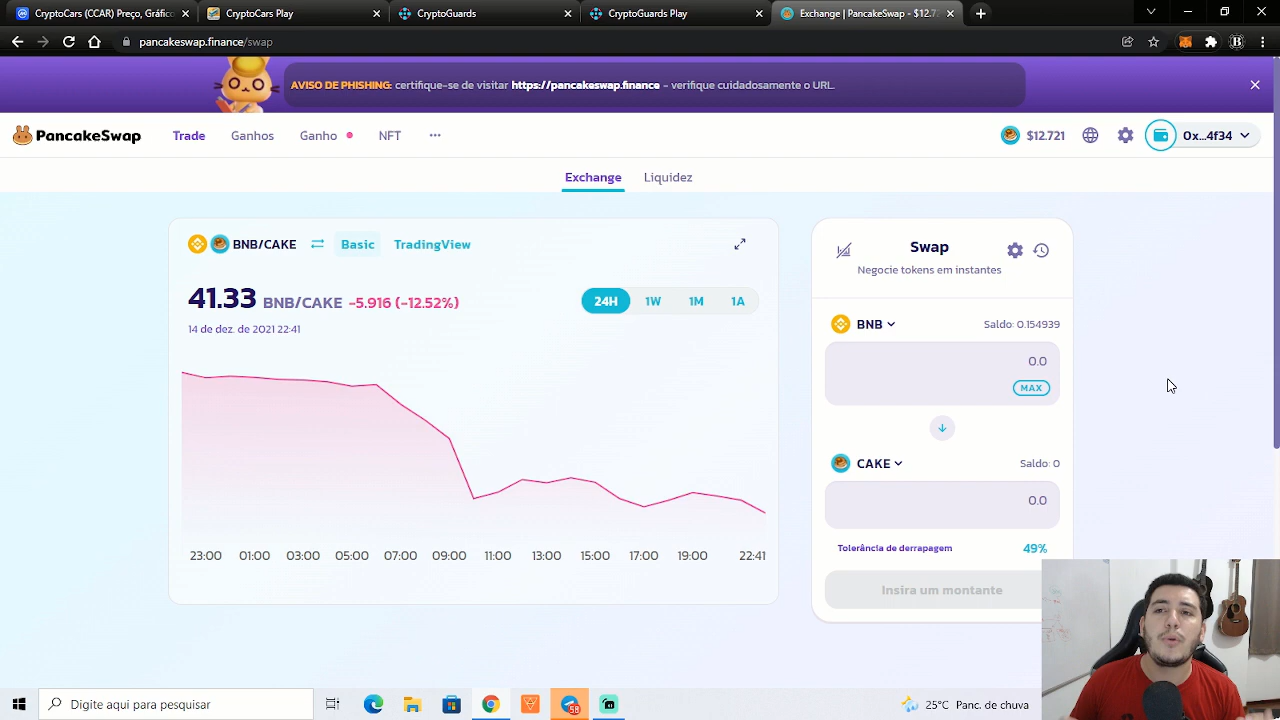 CryptoCars (CCAR) Preço, Gráfico
CryptoCars Play
CryptoGuards
CryptoGuards Play
Exchange | PancakeSwap - $12.7
pancakeswap.finance/swap
AVISO DE PHISHING: certifique-se de visitar https://pancakeswap.finance - verifique cuidadosamente o URL.
PancakeSwap
Trade
Ganhos
Ganho
NFT
$12.721
0x...4f34
Exchange
Liquidez
BNB/CAKE
Basic
TradingView
41.33 BNB/CAKE -5.916 (-12.52%)
24H
1W
1M
1A
14 de dez. de 2021 22:41
23:00
01:00
03:00
05:00
07:00
09:00
11:00
13:00
15:00
17:00
19:00
22:41
Swap
Negocie tokens em instantes
BNB
Saldo: 0.154939
0.0
MAX
CAKE
Saldo: 0
0.0
Tolerância de derrapagem
49%
Insira um montante
Digite aqui para pesquisar
58
25°C Panc. de chuva